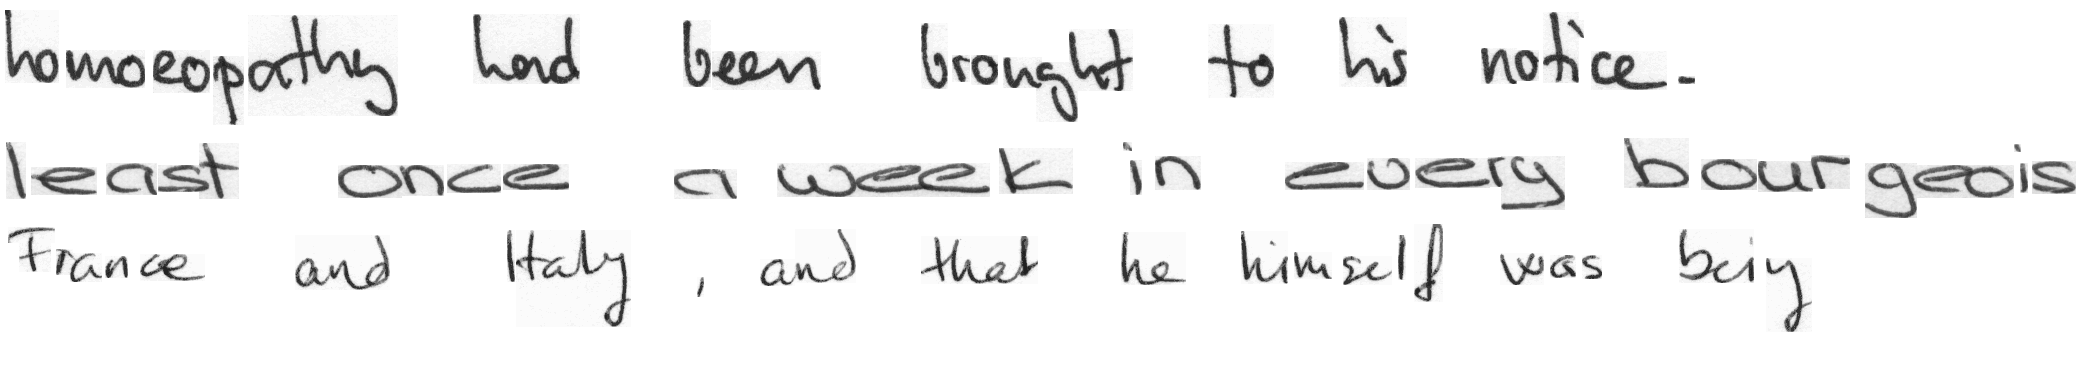 homoeopathy had been brought to his notice.
least once a week in every bourgeois
France and Italy, and that he himself was being